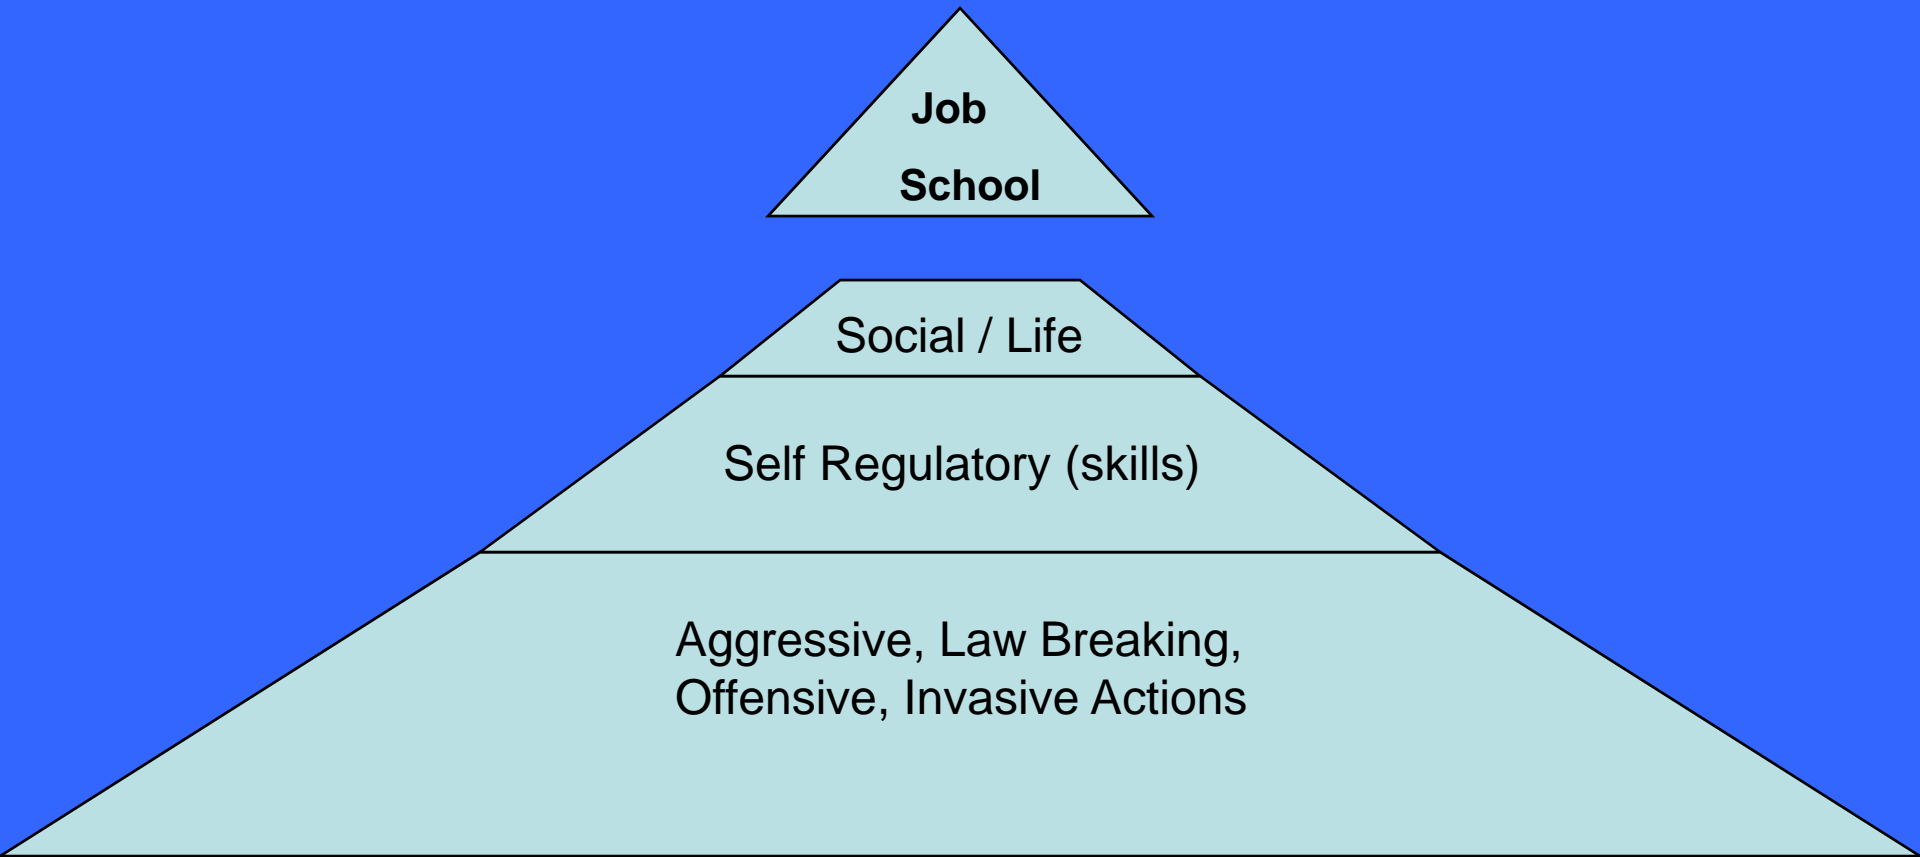 Job
School
Social / Life
Self Regulatory (skills)
Aggressive, Law Breaking,
Offensive, Invasive Actions